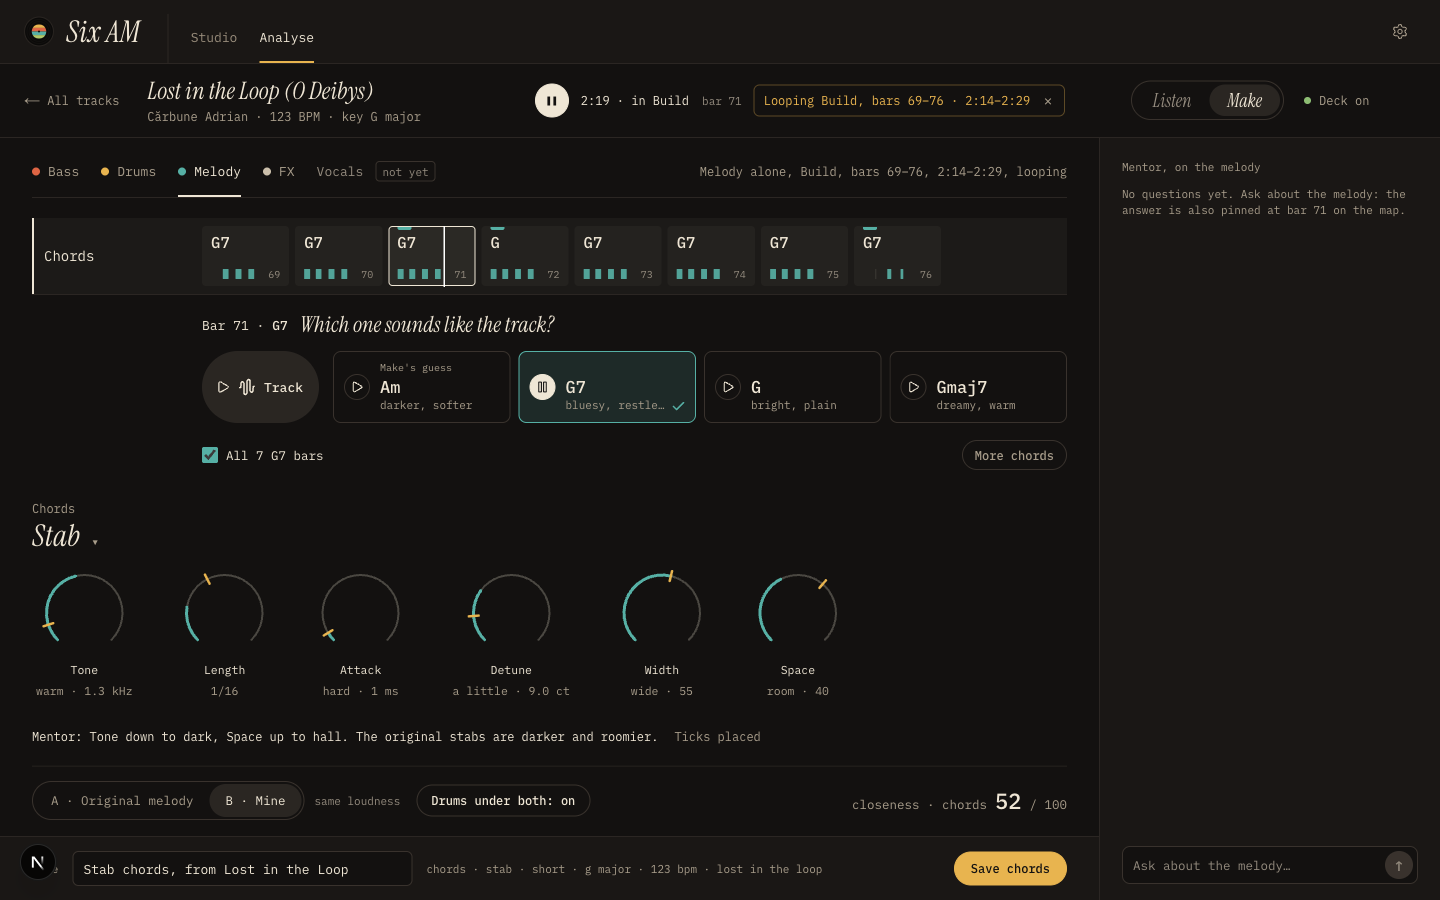 Six AM
Studio
Analyse
← All tracks
Lost in the Loop (O Deibys)
Cărbune Adrian · 123 BPM · key G major
2:19 · in Build bar 71
Looping Build, bars 69–76 · 2:14–2:29 ×
Listen
Make
Deck on
Bass
Drums
Melody
FX
Vocals
not yet
Melody alone, Build, bars 69–76, 2:14–2:29, looping
Chords
G7
69
G7
70
G7
71
G
72
G7
73
G7
74
G7
75
G7
76
Bar 71 · G7 Which one sounds like the track?
Track
Make's guess
Am
darker, softer
G7
bluesy, restle…
G
bright, plain
Gmaj7
dreamy, warm
All 7 G7 bars
More chords
Chords
Stab
Tone
warm · 1.3 kHz
Length
1/16
Attack
hard · 1 ms
Detune
a little · 9.0 ct
Width
wide · 55
Space
room · 40
Mentor: Tone down to dark, Space up to hall. The original stabs are darker and roomier. Ticks placed
A · Original melody
B · Mine
same loudness
Drums under both: on
closeness · chords 52 / 100
N
Stab chords, from Lost in the Loop
chords · stab · short · g major · 123 bpm · lost in the loop
Save chords
Mentor, on the melody
No questions yet. Ask about the melody: the
answer is also pinned at bar 71 on the map.
Ask about the melody…